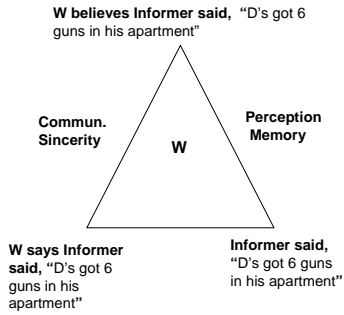 W believes Informer said, “D’s got 6
guns in his apartment”
Commun.
Sincerity
Perception
Memory
W
W says Informer
said, “D’s got 6
guns in his
apartment”
Informer said,
“D’s got 6 guns
in his apartment”